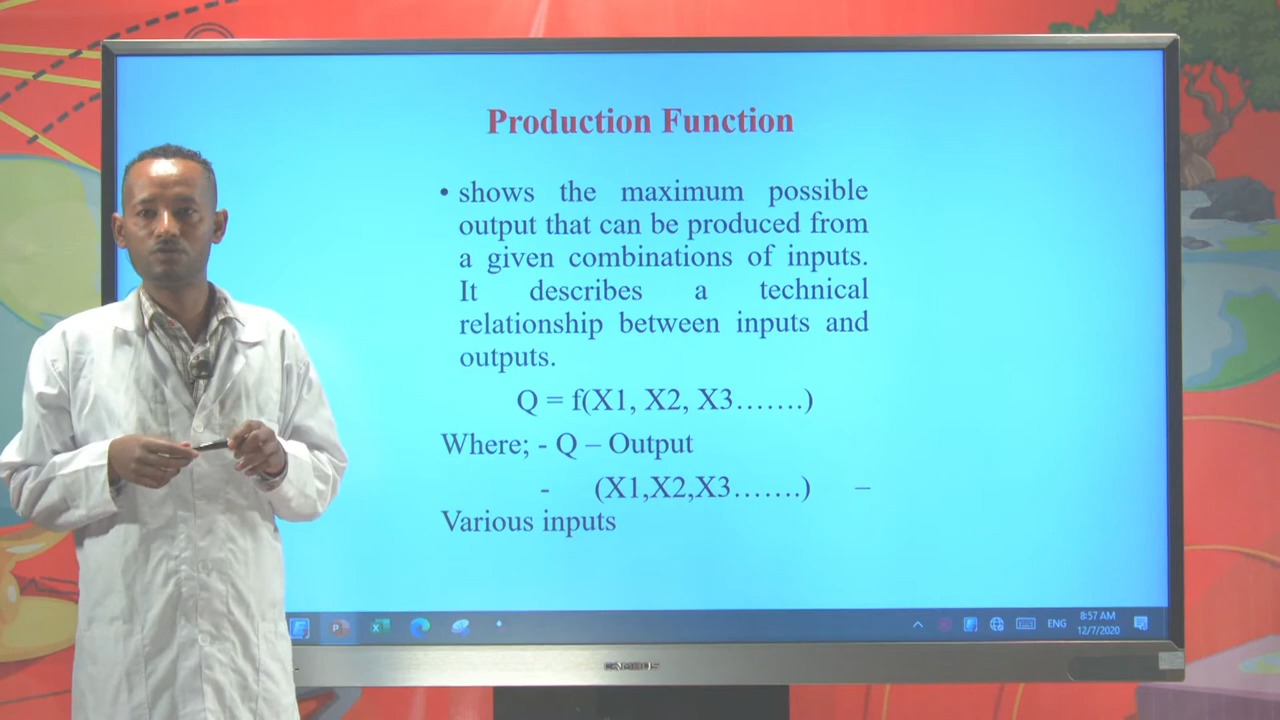 Production Function
• shows the maximum possible
output that can be produced from
a given combinations of inputs.
It describes a technical
relationship between inputs and
outputs.
Q = f(X1, X2, X3…….)
Where; - Q – Output
- (X1,X2,X3…….) –
Various inputs
ENG
8:57 AM
12/7/2020